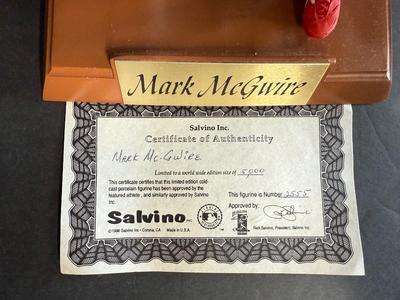 Mark McGwire
Salvino Inc.
Certificate of Authenticity
Mark McGwire
Limited to a world wide edition size of 5000
This certificate certifies that this limited edition cold
cast porcelain figurine has been approved by the
featured athlete , and similarly approved by Salvino
Inc.
This figurine is Number 2555
Approved by:
Salvino INC.
©1998 Salvino Inc • Corona, CA Made in U.S.A.
Rick Salvino, President, Salvino Inc.